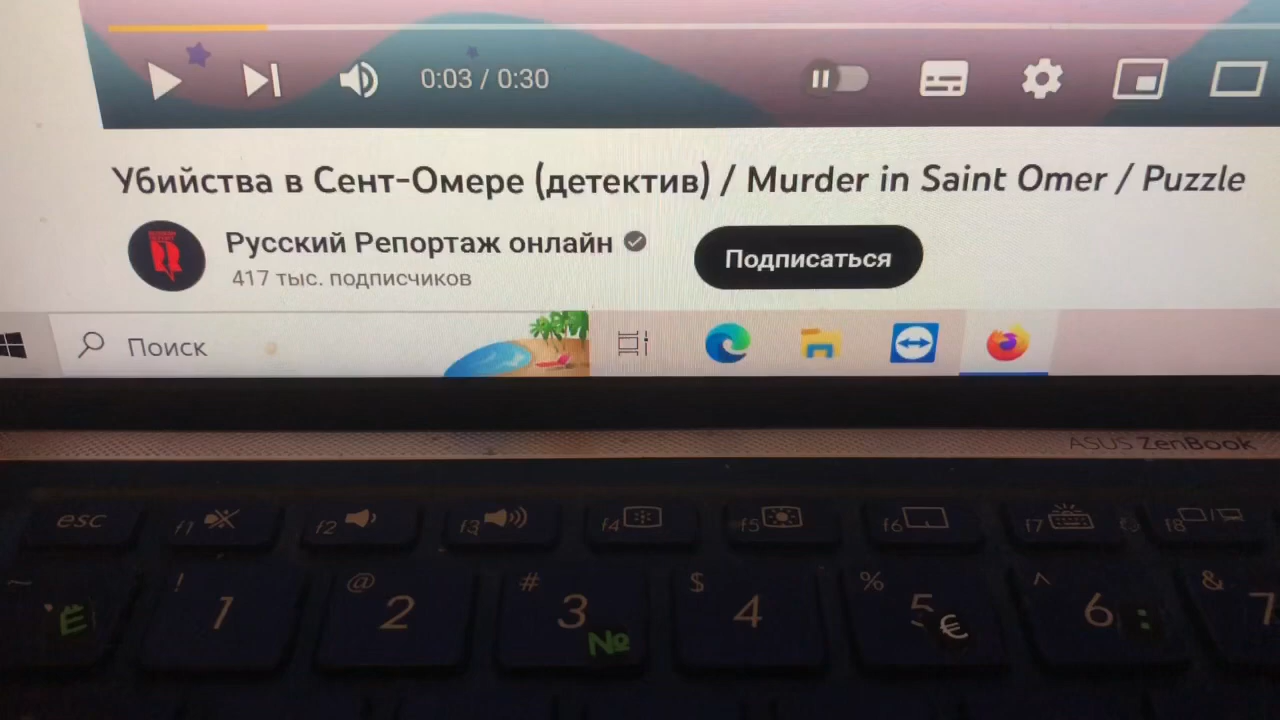 0:03 / 0:30
Убийства в Сент-Омере (детектив) / Murder in Saint Omer / Puzzle
Русский Репортаж онлайн
417 тыс. подписчиков
Подписаться
Поиск
ASUS ZenBook
esc f1 f2 f3 f4 f5 f6 f7 f8
~ ! @ # $ % ^ &
Ё 1 2 3 № 4 5 € 6 : 7